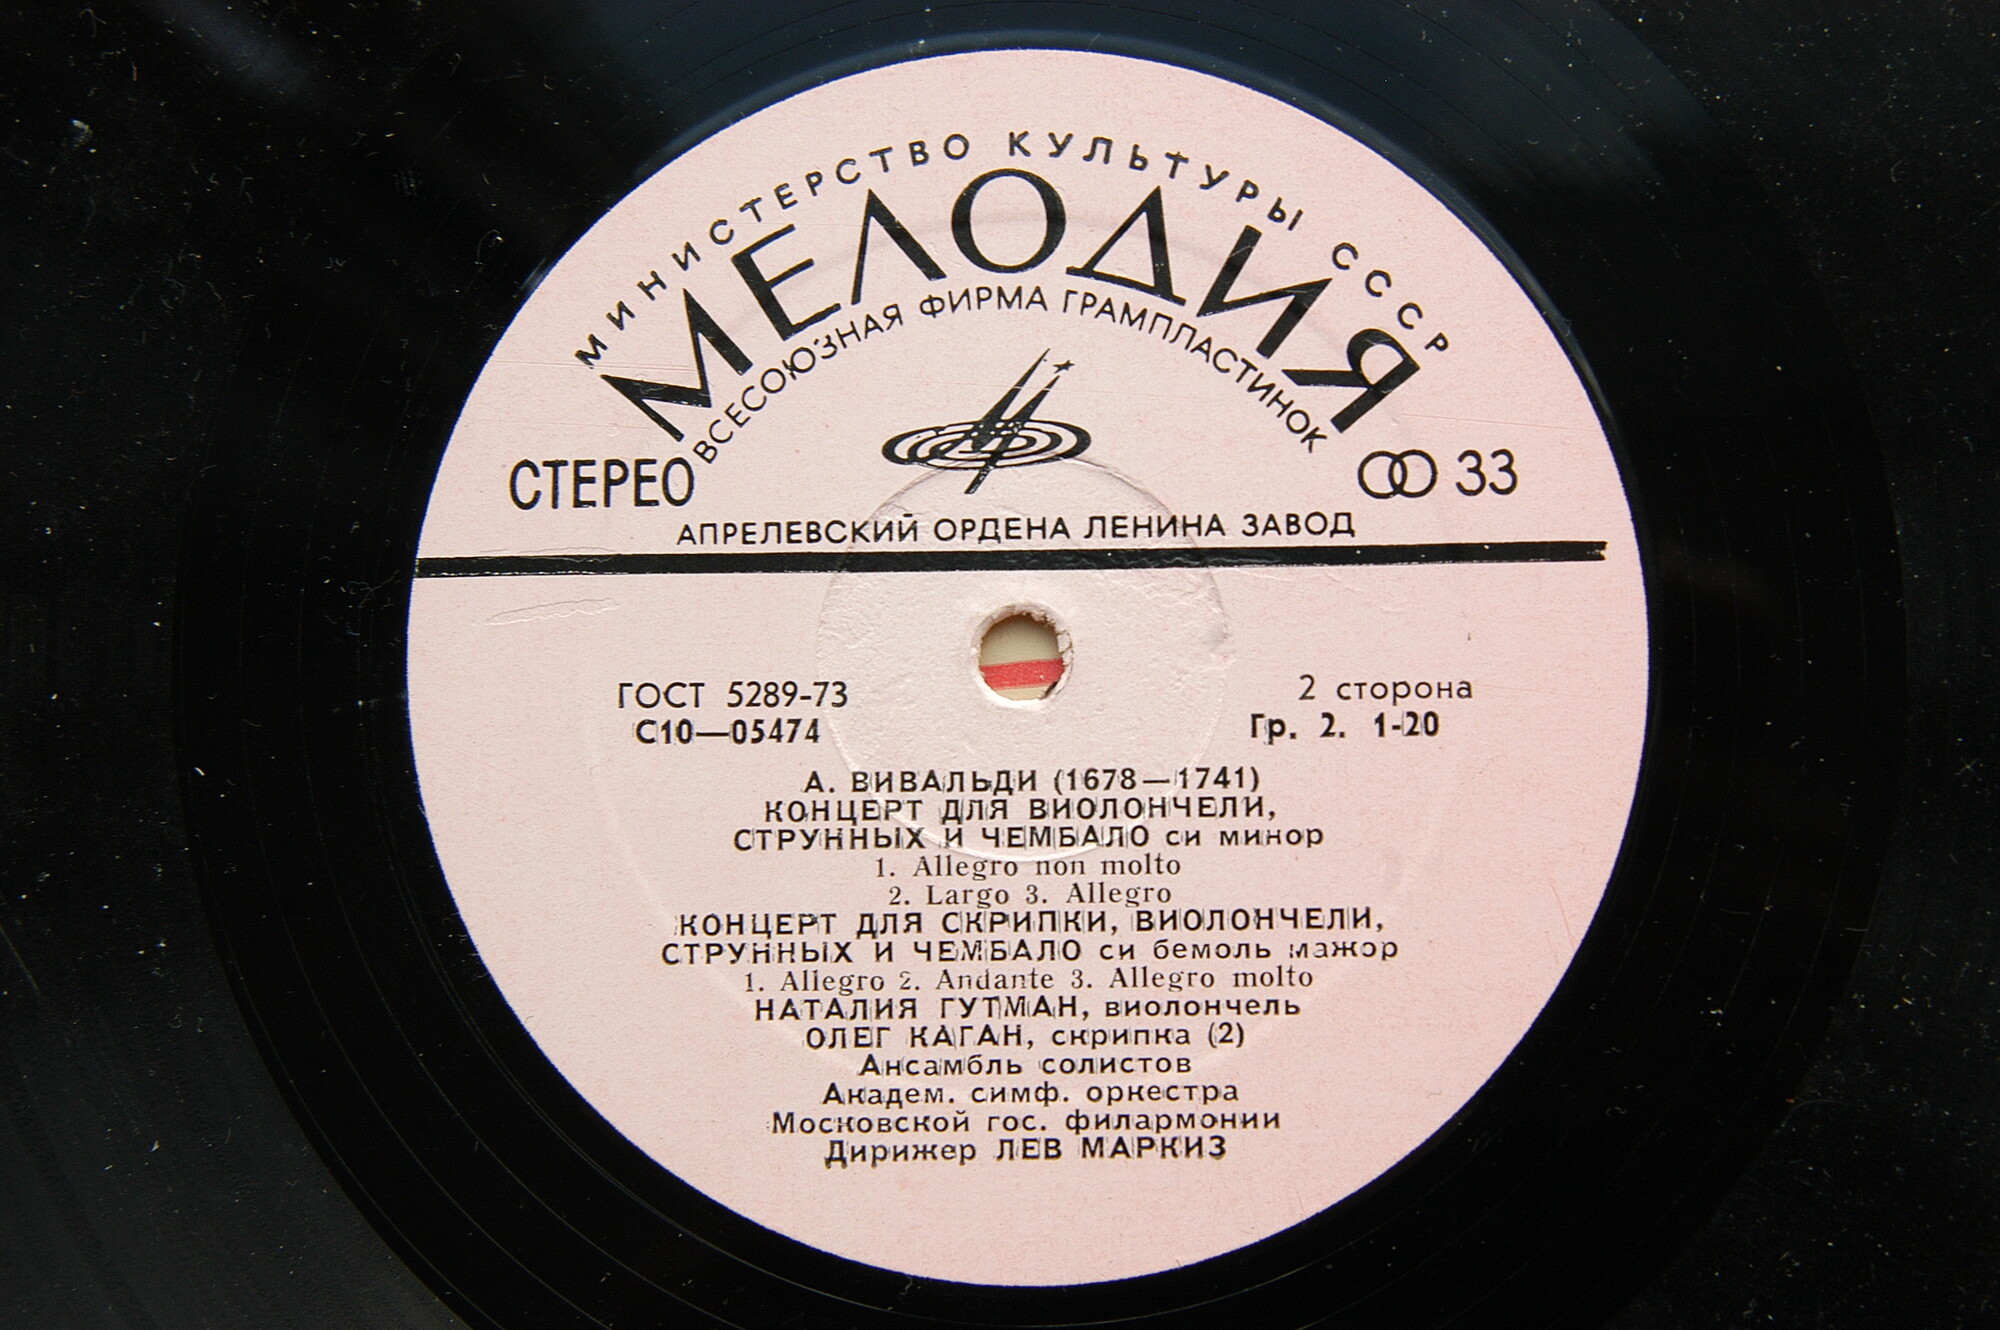 МИНИСТЕРСТВО КУЛЬТУРЫ СССР
МЕЛОДИЯ
ВСЕСОЮЗНАЯ ФИРМА ГРАМПЛАСТИНОК
СТЕРЕО
33
АПРЕЛЕВСКИЙ ОРДЕНА ЛЕНИНА ЗАВОД
ГОСТ 5289-73
2 сторона
С10—05474
Гр. 2. 1-20
А. ВИВАЛЬДИ (1678—1741)
КОНЦЕРТ ДЛЯ ВИОЛОНЧЕЛИ,
СТРУННЫХ И ЧЕМБАЛО си минор
1. Allegro non molto
2. Largo 3. Allegro
КОНЦЕРТ ДЛЯ СКРИПКИ, ВИОЛОНЧЕЛИ,
СТРУННЫХ И ЧЕМБАЛО си бемоль мажор
1. Allegro 2. Andante 3. Allegro molto
НАТАЛИЯ ГУТМАН, виолончель
ОЛЕГ КАГАН, скрипка (2)
Ансамбль солистов
Академ. симф. оркестра
Московской гос. филармонии
Дирижер ЛЕВ МАРКИЗ